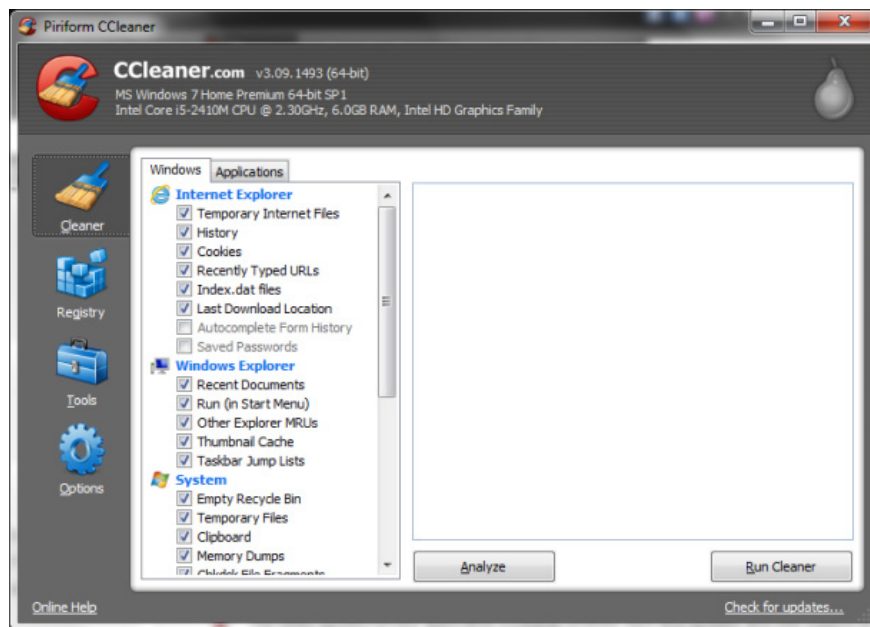 Piriform CCleaner
CCleaner.com v3.09.1493 (64-bit)
MS Windows 7 Home Premium 64-bit SP1
Intel Core i5-2410M CPU @ 2.30GHz, 6.0GB RAM, Intel HD Graphics Family
Cleaner
Registry
Tools
Options
Windows Applications
Internet Explorer
Temporary Internet Files
History
Cookies
Recently Typed URLs
Index.dat files
Last Download Location
Autocomplete Form History
Saved Passwords
Windows Explorer
Recent Documents
Run (in Start Menu)
Other Explorer MRUs
Thumbnail Cache
Taskbar Jump Lists
System
Empty Recycle Bin
Temporary Files
Clipboard
Memory Dumps
Chkdsk File Fragments
Analyze
Run Cleaner
Online Help
Check for updates...